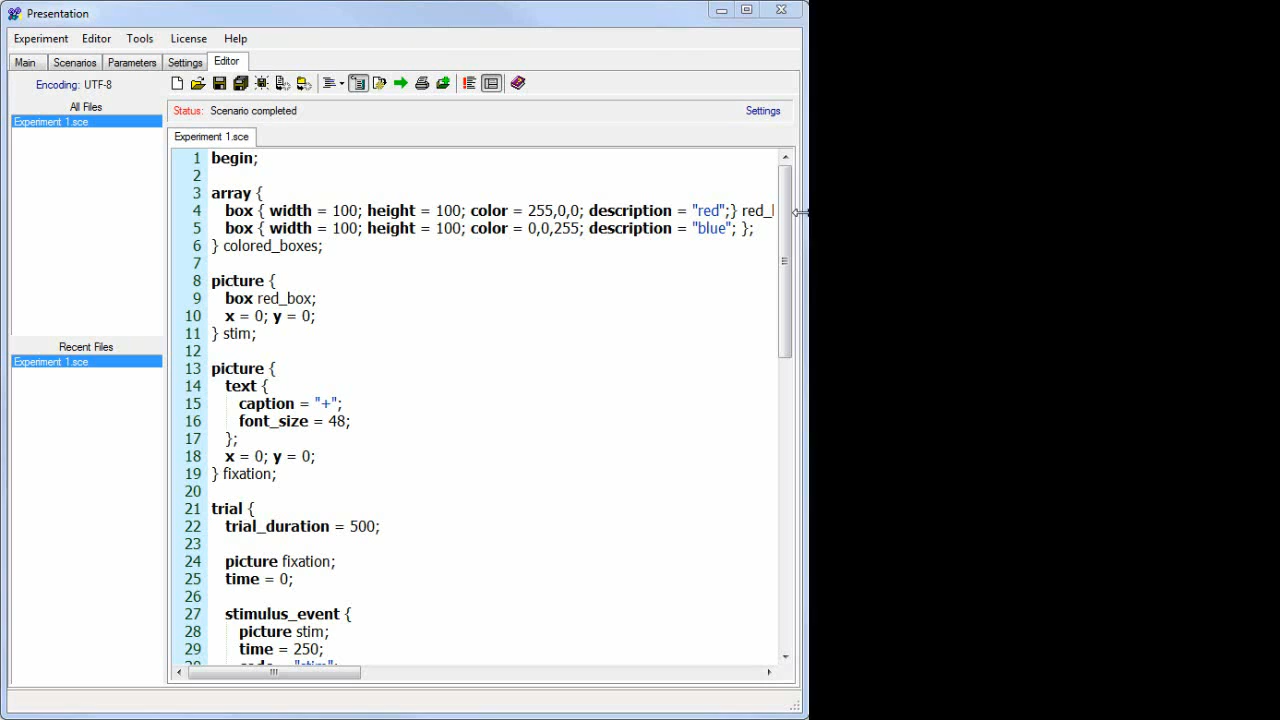 Presentation
Experiment Editor Tools License Help
Main Scenarios Parameters Settings Editor
Encoding: UTF-8
All Files
Experiment 1.sce
Recent Files
Experiment 1.sce
Status: Scenario completed Settings
Experiment 1.sce
1 begin;
2
3 array {
4 box { width = 100; height = 100; color = 255,0,0; description = "red";} red_
5 box { width = 100; height = 100; color = 0,0,255; description = "blue"; };
6 } colored_boxes;
7
8 picture {
9 box red_box;
10 x = 0; y = 0;
11 } stim;
12
13 picture {
14 text {
15 caption = "+";
16 font_size = 48;
17 };
18 x = 0; y = 0;
19 } fixation;
20
21 trial {
22 trial_duration = 500;
23
24 picture fixation;
25 time = 0;
26
27 stimulus_event {
28 picture stim;
29 time = 250;